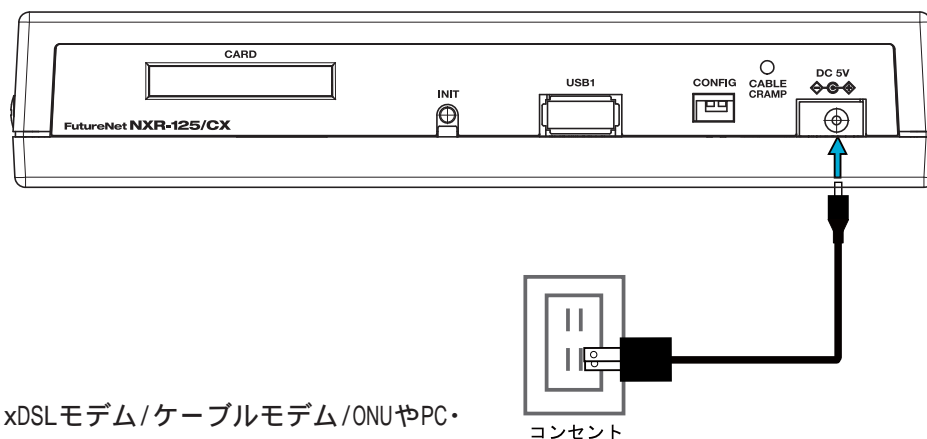 CARD
INIT
USB1
CONFIG
CABLE
CRAMP
DC 5V
FutureNet NXR-125/CX
xDSLモデム/ケーブルモデム/ONUやPC・
コンセント